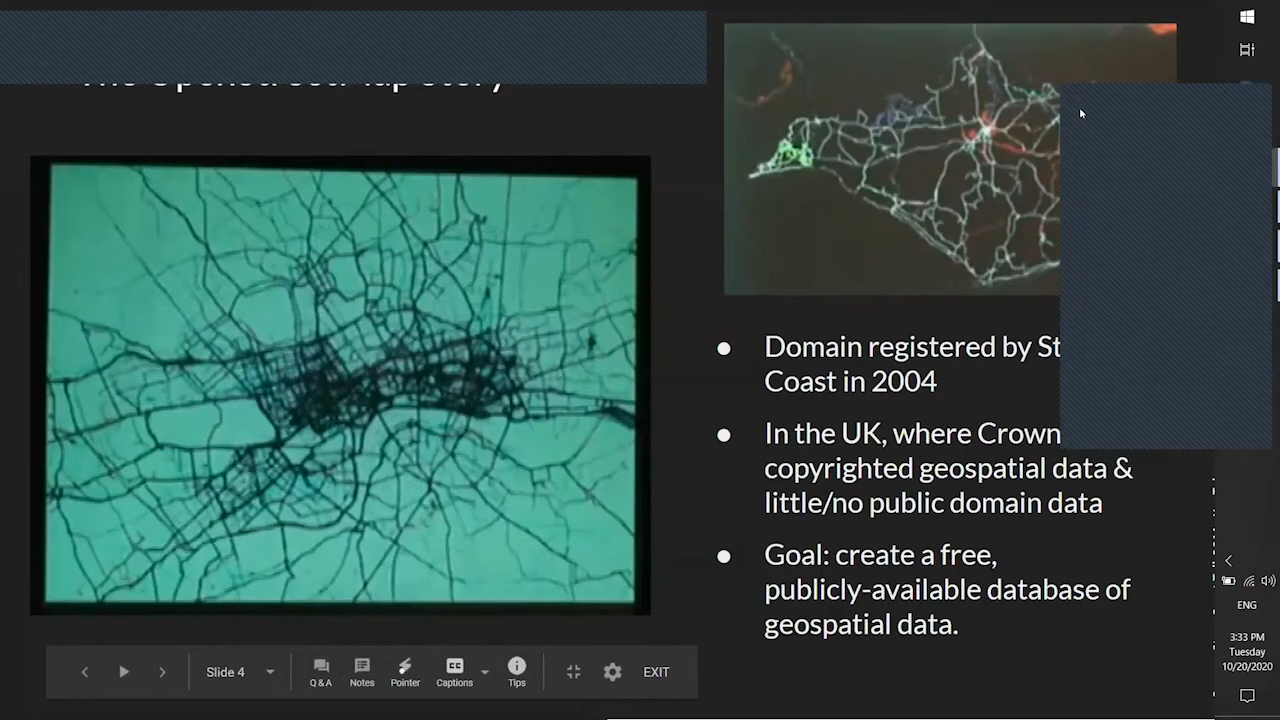 Domain registered by St
Coast in 2004
In the UK, where Crown
copyrighted geospatial data &
little/no public domain data
Goal: create a free,
publicly-available database of
geospatial data.
Slide 4
Q & A
Notes
Pointer
Captions
Tips
EXIT
ENG
3:33 PM
Tuesday
10/20/2020